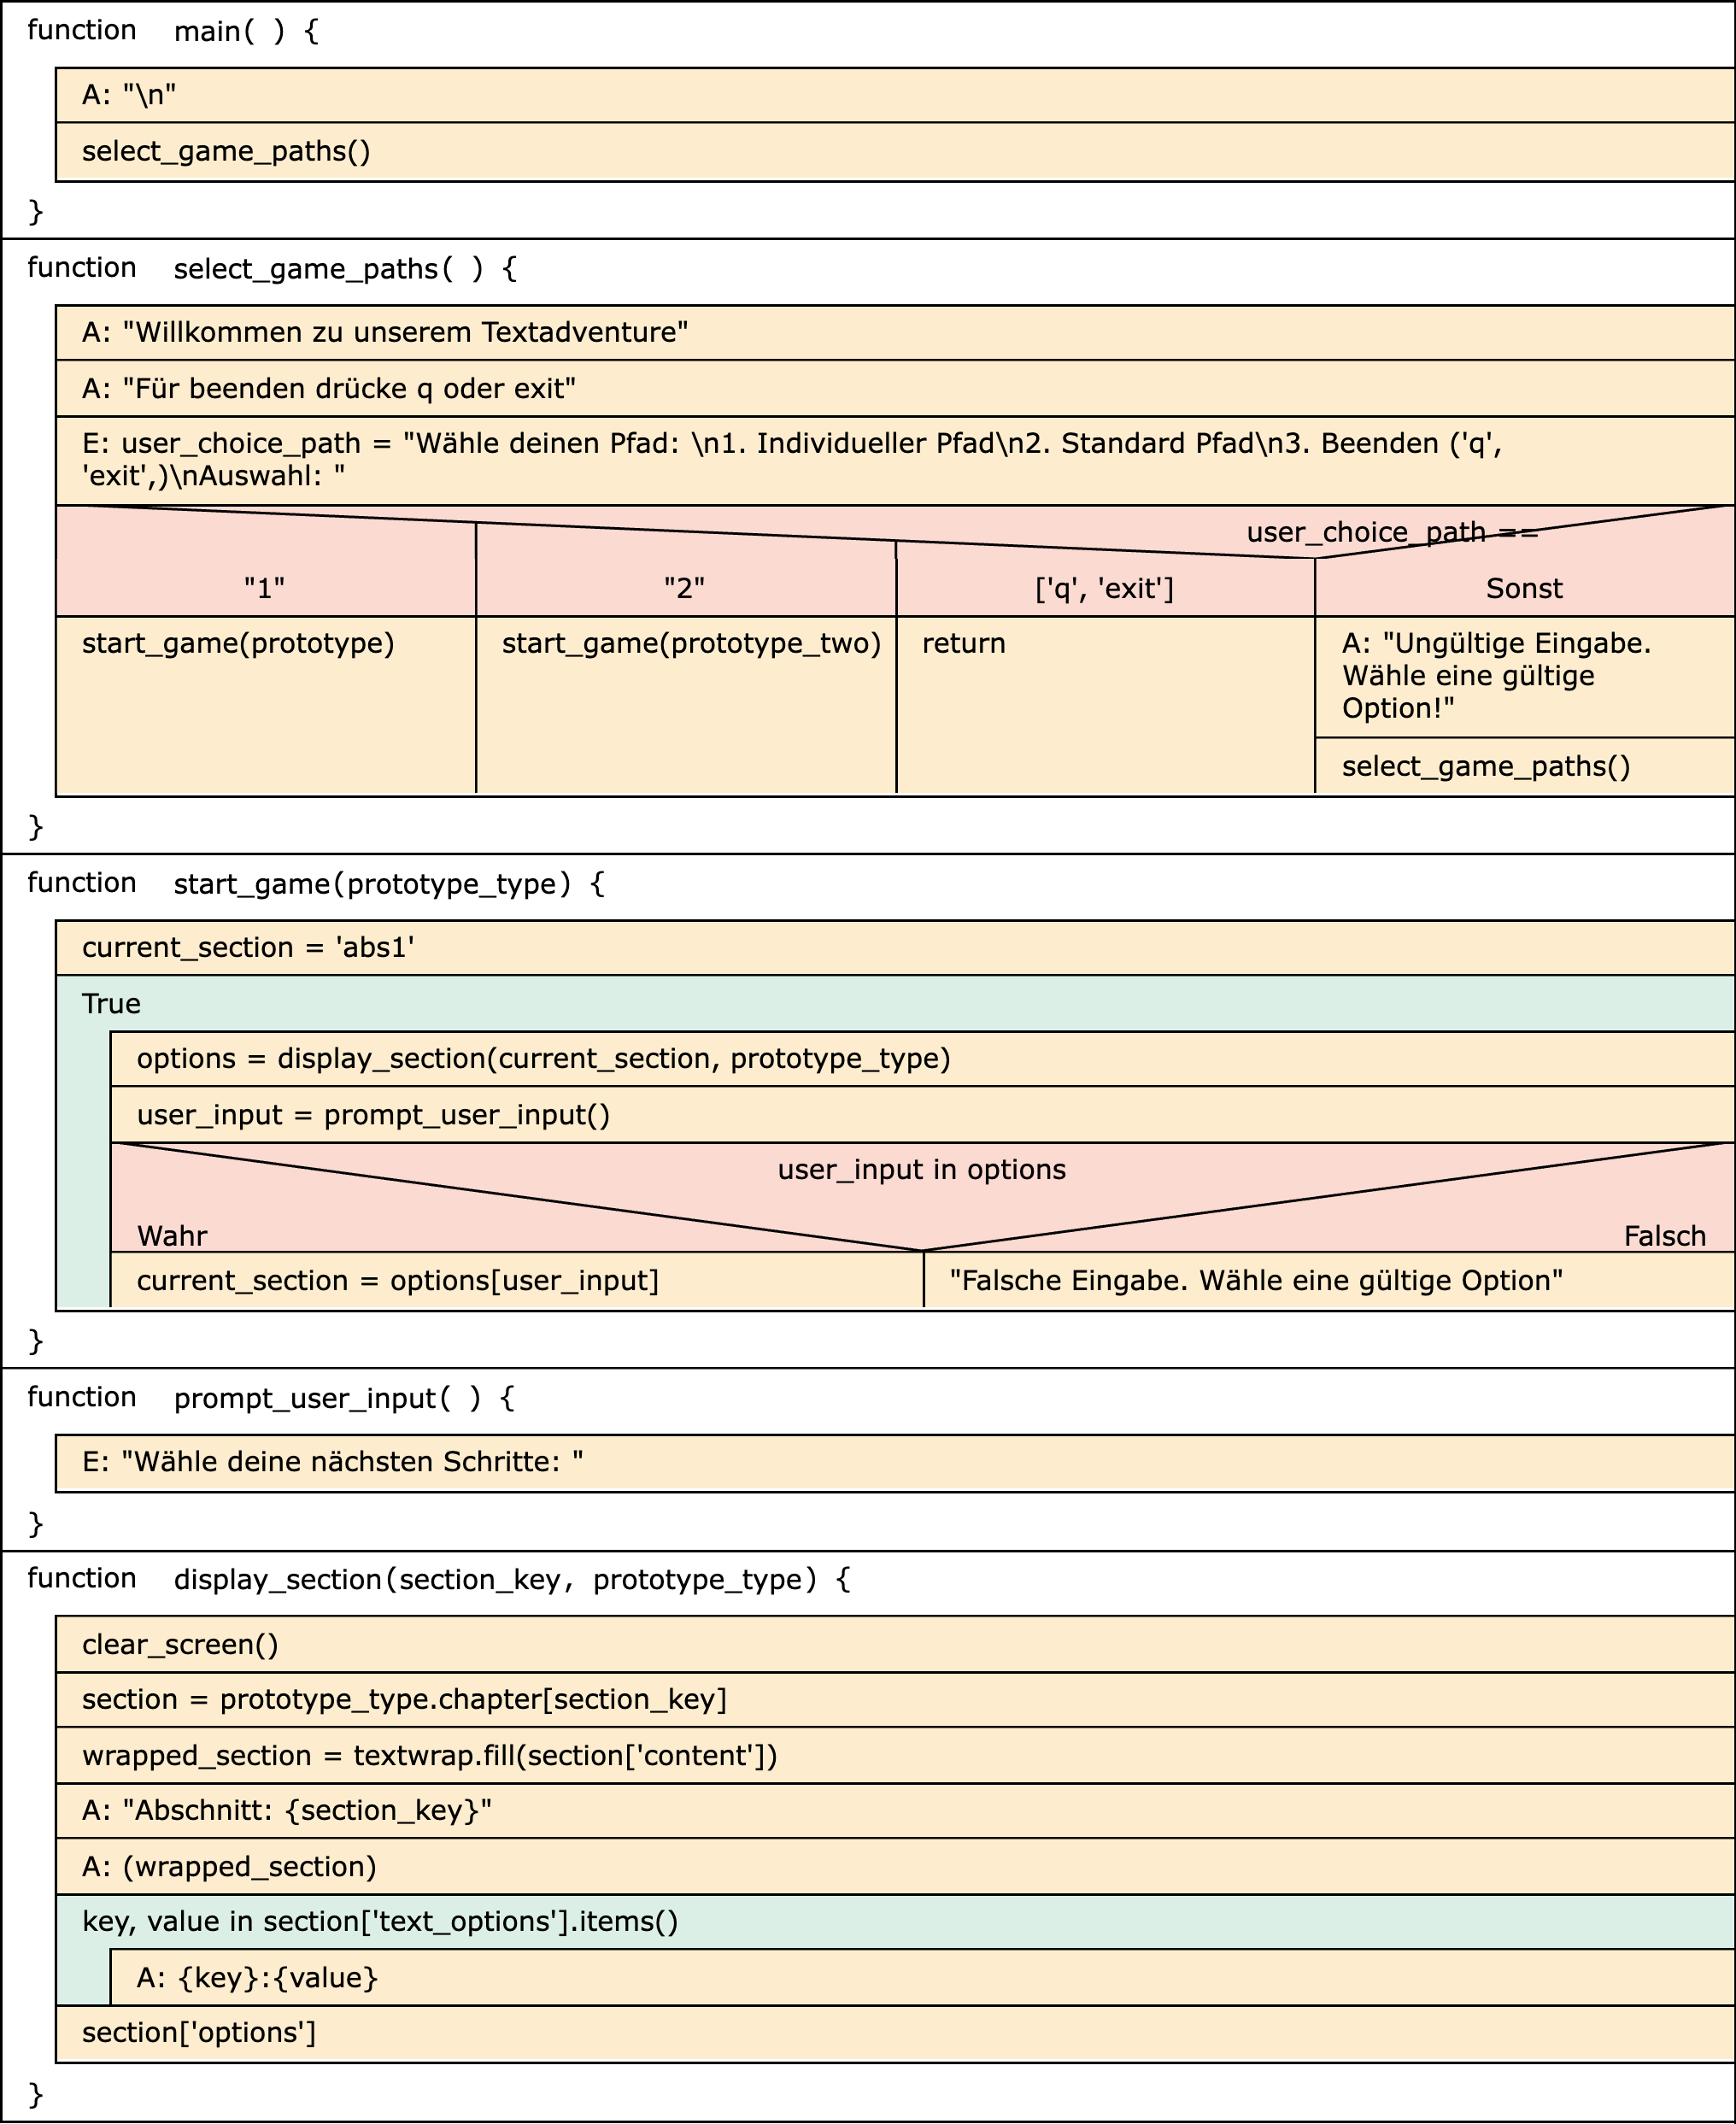 function main( ) {
A: "\n"
select_game_paths()
}
function select_game_paths( ) {
A: "Willkommen zu unserem Textadventure"
A: "Für beenden drücke q oder exit"
E: user_choice_path = "Wähle deinen Pfad: \n1. Individueller Pfad\n2. Standard Pfad\n3. Beenden ('q',
'exit',)\nAuswahl: "
user_choice_path ==
"1"
"2"
['q', 'exit']
Sonst
start_game(prototype)
start_game(prototype_two)
return
A: "Ungültige Eingabe.
Wähle eine gültige
Option!"
select_game_paths()
}
function start_game(prototype_type) {
current_section = 'abs1'
True
options = display_section(current_section, prototype_type)
user_input = prompt_user_input()
user_input in options
Wahr
Falsch
current_section = options[user_input]
"Falsche Eingabe. Wähle eine gültige Option"
}
function prompt_user_input( ) {
E: "Wähle deine nächsten Schritte: "
}
function display_section(section_key, prototype_type) {
clear_screen()
section = prototype_type.chapter[section_key]
wrapped_section = textwrap.fill(section['content'])
A: "Abschnitt: {section_key}"
A: (wrapped_section)
key, value in section['text_options'].items()
A: {key}:{value}
section['options']
}